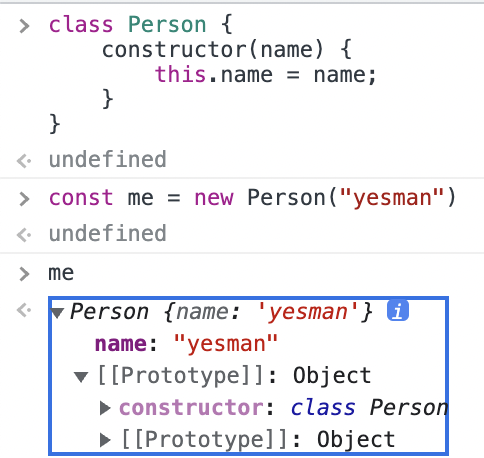 > class Person {
constructor(name) {
this.name = name;
}
}
undefined
> const me = new Person("yesman")
undefined
> me
▼Person {name: 'yesman'} i
name: "yesman"
▼[[Prototype]]: Object
▶constructor: class Person
▶[[Prototype]]: Object